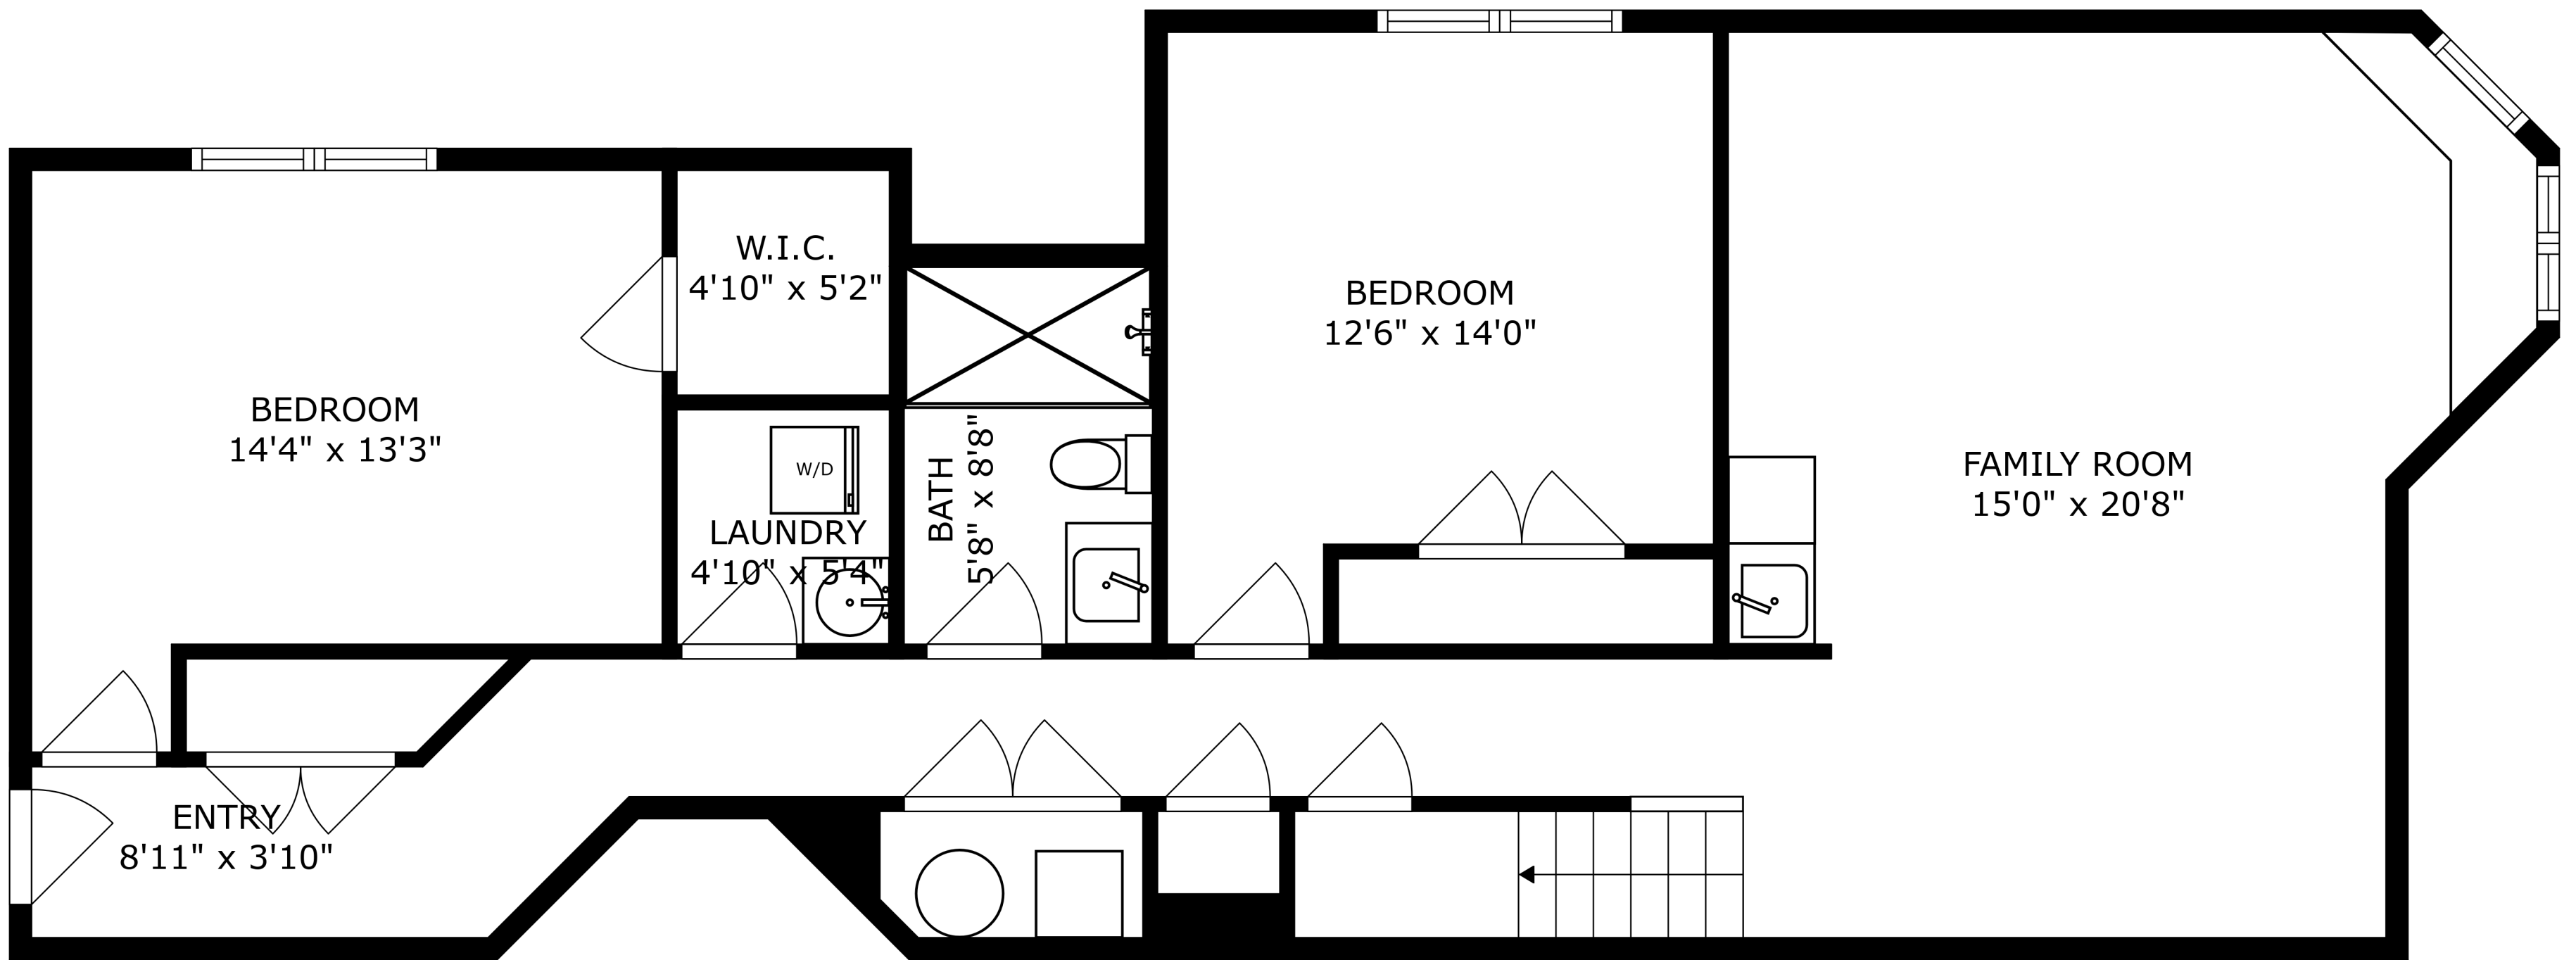 W.I.C.
4'10" x 5'2"
BEDROOM
14'4" x 13'3"
W/D
LAUNDRY
4'10" x 5'4"
BATH
5'8" x 8'8"
BEDROOM
12'6" x 14'0"
FAMILY ROOM
15'0" x 20'8"
ENTRY
8'11" x 3'10"